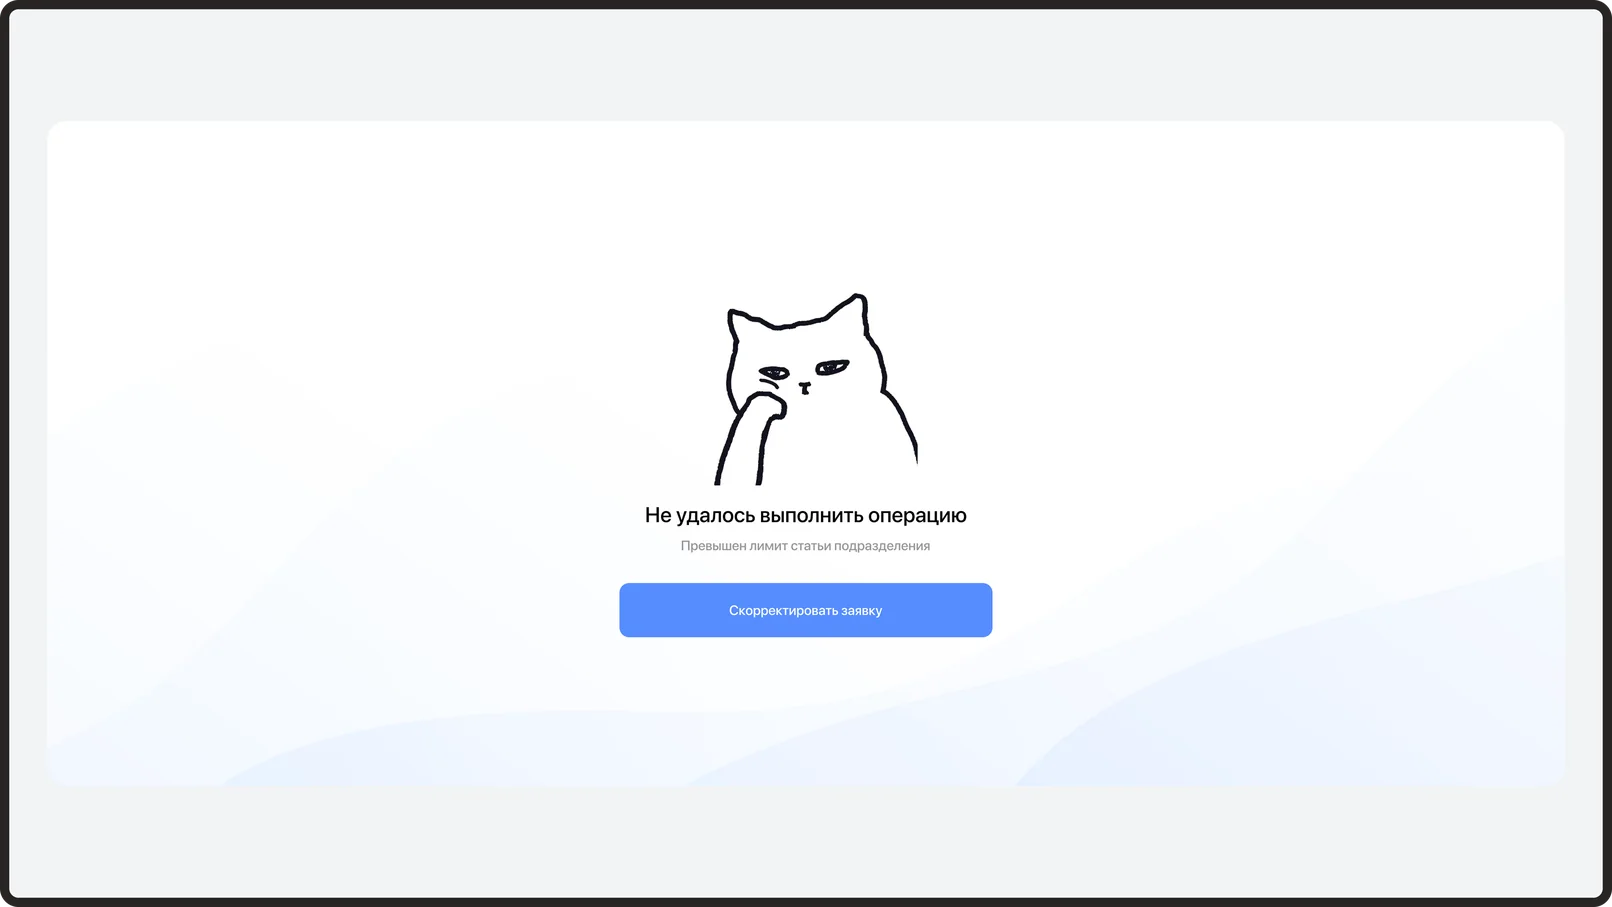 Не удалось выполнить операцию
Превышен лимит статьи подразделения
Скорректировать заявку